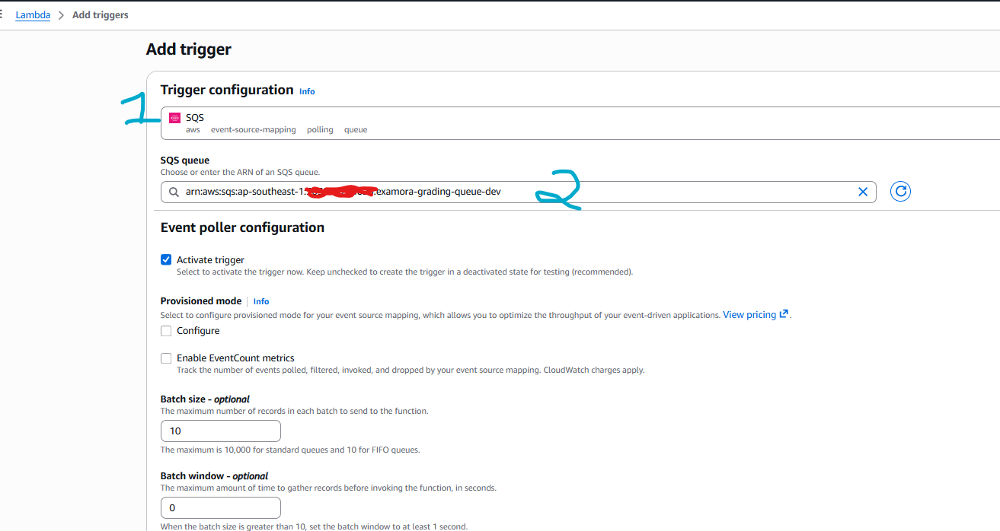 Lambda > Add triggers
Add trigger
Trigger configuration Info
1
SQS
aws event-source-mapping polling queue
SQS queue
Choose or enter the ARN of an SQS queue.
arn:aws:sqs:ap-southeast-1: examora-grading-queue-dev
2
Event poller configuration
Activate trigger
Select to activate the trigger now. Keep unchecked to create the trigger in a deactivated state for testing (recommended).
Provisioned mode | Info
Select to configure provisioned mode for your event source mapping, which allows you to optimize the throughput of your event-driven applications. View pricing .
Configure
Enable EventCount metrics
Track the number of events polled, filtered, invoked, and dropped by your event source mapping. CloudWatch charges apply.
Batch size - optional
The maximum number of records in each batch to send to the function.
10
The maximum is 10,000 for standard queues and 10 for FIFO queues.
Batch window - optional
The maximum amount of time to gather records before invoking the function, in seconds.
0
When the batch size is greater than 10, set the batch window to at least 1 second.